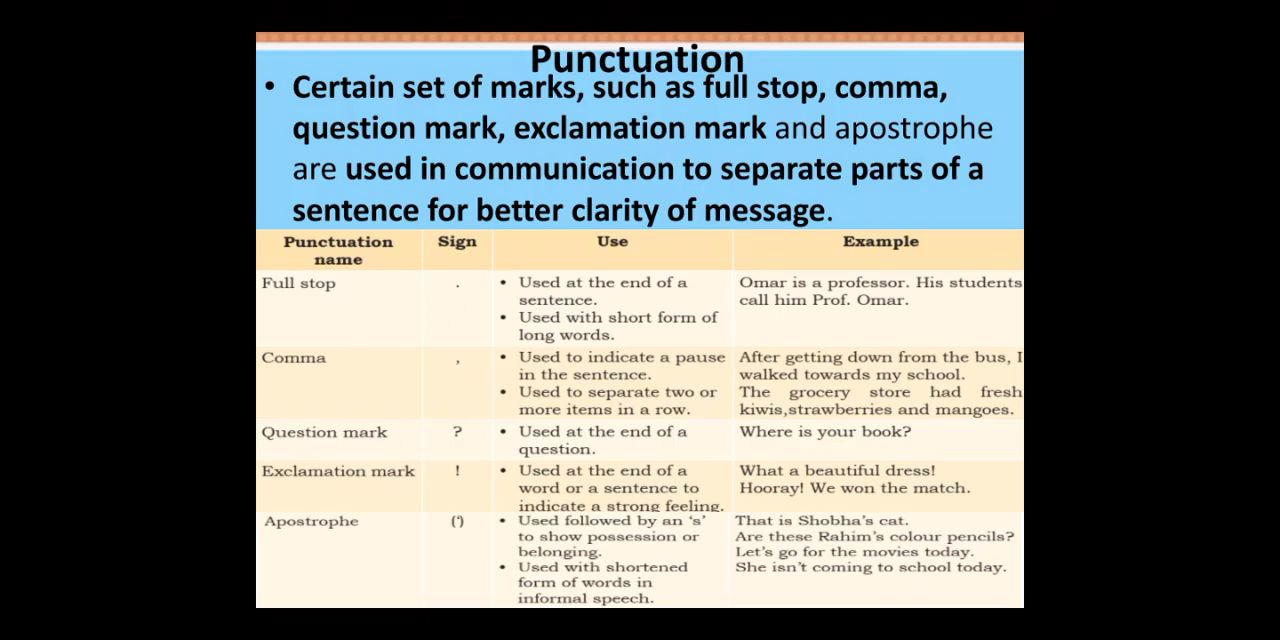 Punctuation
• Certain set of marks, such as full stop, comma,
question mark, exclamation mark and apostrophe
are used in communication to separate parts of a
sentence for better clarity of message.
Punctuation name	Sign	Use	Example
Full stop	.	• Used at the end of a	Omar is a professor. His students
sentence.	call him Prof. Omar.
• Used with short form of
long words.
Comma	,	• Used to indicate a pause	After getting down from the bus, I
in the sentence.	walked towards my school.
• Used to separate two or	The grocery store had fresh
more items in a row.	kiwis,strawberries and mangoes.
Question mark	?	• Used at the end of a	Where is your book?
question.
Exclamation mark	!	• Used at the end of a	What a beautiful dress!
word or a sentence to	Hooray! We won the match.
indicate a strong feeling.
Apostrophe	(‘)	• Used followed by an ‘s’	That is Shobha’s cat.
to show possession or	Are these Rahim’s colour pencils?
belonging.	Let’s go for the movies today.
• Used with shortened	She isn’t coming to school today.
form of words in
informal speech.